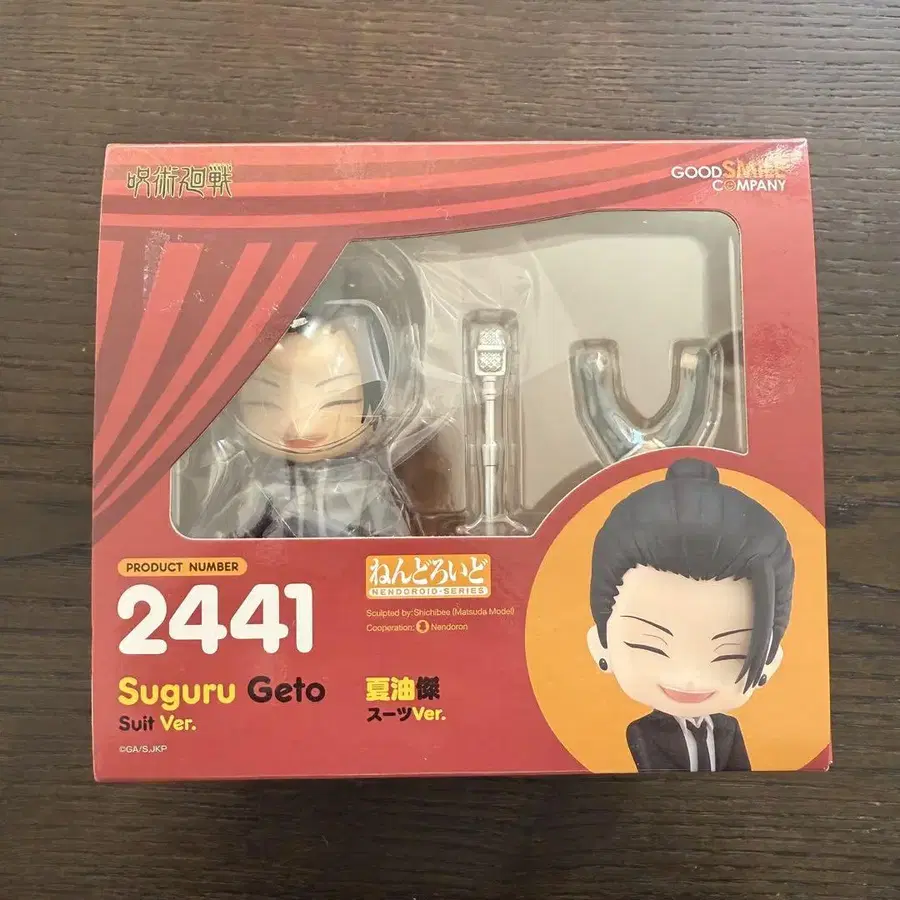 呪術廻戦
GOOD SMILE
COMPANY
PRODUCT NUMBER
2441
ねんどろいど
NENDOROID·SERIES
Sculpted by: Shichibee (Matsuda Model)
Cooperation: Nendoron
Suguru Geto
Suit Ver.
夏油傑
スーツVer.
©GA/S,JKP